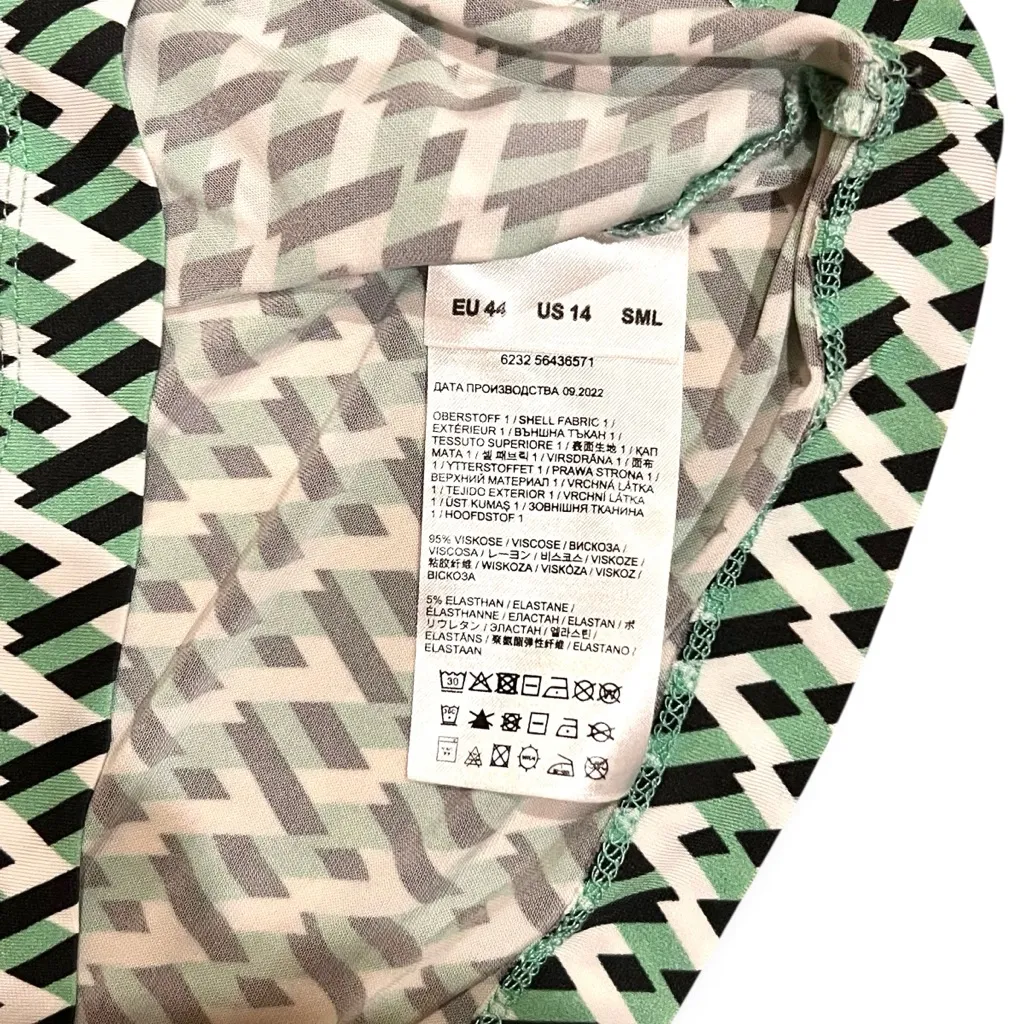 EU 44 US 14 SML
6232 56436571
ДАТА ПРОИЗВОДСТВА 09.2022
OBERSTOFF 1 / SHELL FABRIC 1 /
EXTÉRIEUR 1 / ВЪНШНА ТЪКАН 1 /
TESSUTO SUPERIORE 1 / 表面生地 1 / ҚАП
МАТА 1 / 셀 패브릭 1 / VIRSDRĀNA 1 / 面布
1 / YTTERSTOFFET 1 / PRAWA STRONA 1 /
ВЕРХНИЙ МАТЕРИАЛ 1 / VRCHNÁ LÁTKA
1 / TEJIDO EXTERIOR 1 / VRCHNÍ LÁTKA
1 / ÜST KUMAŞ 1 / ЗОВНІШНЯ ТКАНИНА
1 / HOOFDSTOF 1
95% VISKOSE / VISCOSE / ВИСКОЗА /
VISCOSA / レーヨン / 비스코스 / VISKOZE /
粘胶纤维 / WISKOZA / VISKÓZA / VISKOZ /
ВІСКОЗА
5% ELASTHAN / ELASTANE /
ÉLASTHANNE / ЕЛАСТАН / ELASTAN / ポ
リウレタン / ЭЛАСТАН / 엘라스틴 /
ELASTĀNS / 聚氨酯弹性纤维 / ELASTANO /
ELASTAAN
30 W